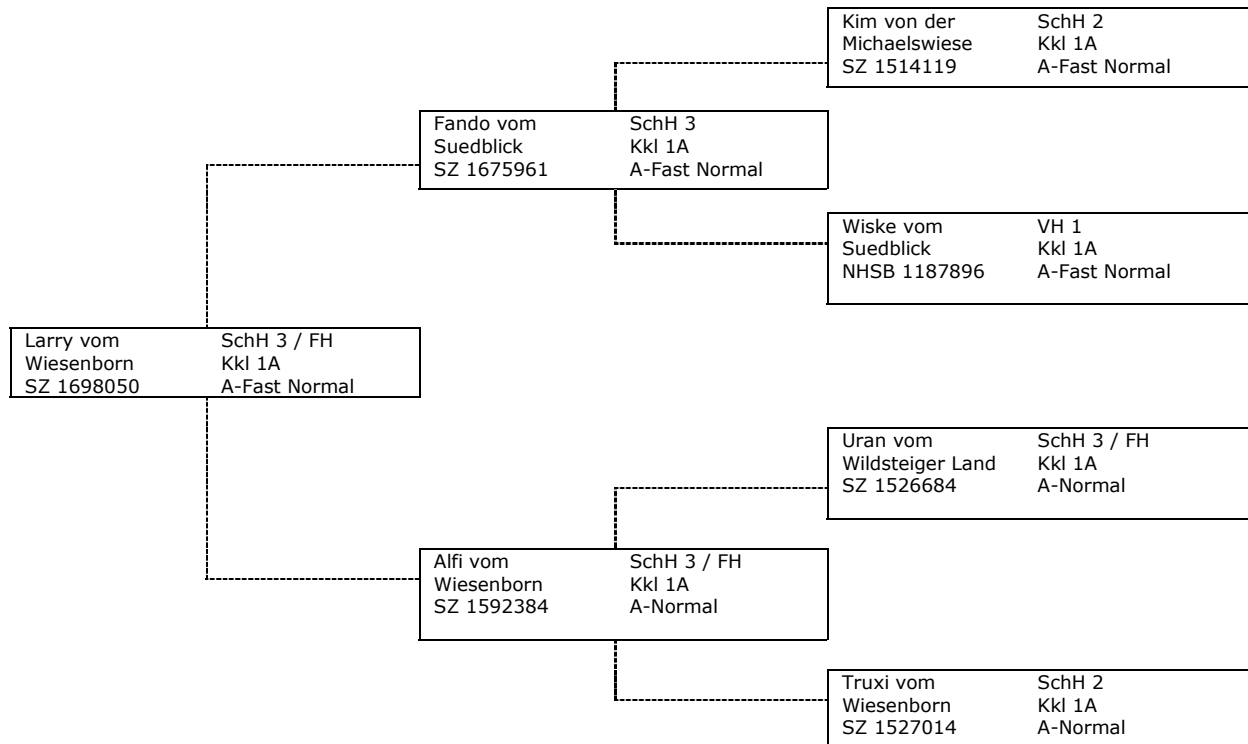 Kim von der SchH 2
Michaelswiese Kkl 1A
SZ 1514119 A-Fast Normal
Fando vom SchH 3
Suedblick Kkl 1A
SZ 1675961 A-Fast Normal
Wiske vom VH 1
Suedblick Kkl 1A
NHSB 1187896 A-Fast Normal
Larry vom SchH 3 / FH
Wiesenborn Kkl 1A
SZ 1698050 A-Fast Normal
Uran vom SchH 3 / FH
Wildsteiger Land Kkl 1A
SZ 1526684 A-Normal
Alfi vom SchH 3 / FH
Wiesenborn Kkl 1A
SZ 1592384 A-Normal
Truxi vom SchH 2
Wiesenborn Kkl 1A
SZ 1527014 A-Normal